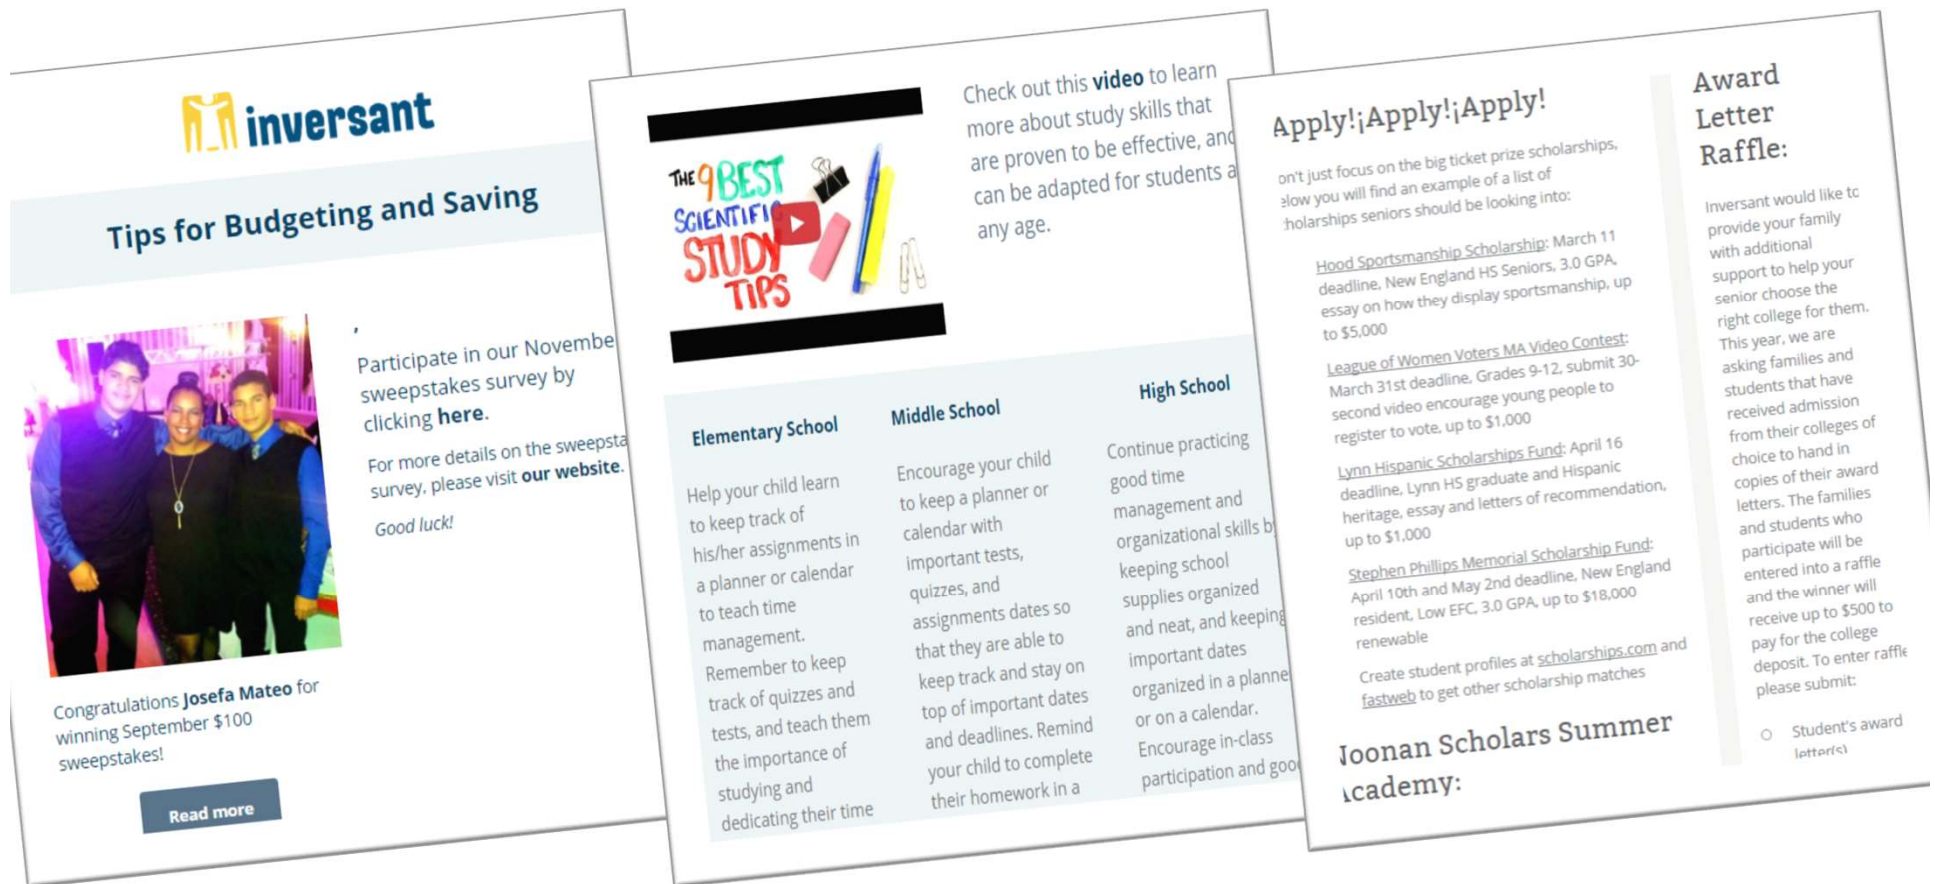 inversant
Tips for Budgeting and Saving
,
Participate in our Novembe
sweepstakes survey by
clicking here.
For more details on the sweepsta
survey, please visit our website.
Good luck!
Congratulations Josefa Mateo for
winning September $100
sweepstakes!
Read more
THE 9 BEST
SCIENTIFIC
STUDY
TIPS
Check out this video to learn
more about study skills that
are proven to be effective, and
can be adapted for students a
any age.
Elementary School
Help your child learn
to keep track of
his/her assignments in
a planner or calendar
to teach time
management.
Remember to keep
track of quizzes and
tests, and teach them
the importance of
studying and
dedicating their time
Middle School
Encourage your child
to keep a planner or
calendar with
important tests,
quizzes, and
assignments dates so
that they are able to
keep track and stay on
top of important dates
and deadlines. Remind
your child to complete
their homework in a
High School
Continue practicing
good time
management and
organizational skills b
keeping school
supplies organized
and neat, and keeping
important dates
organized in a planne
or on a calendar.
Encourage in-class
participation and goo
Apply!¡Apply!¡Apply!
on't just focus on the big ticket prize scholarships,
elow you will find an example of a list of
holarships seniors should be looking into:
Hood Sportsmanship Scholarship: March 11
deadline, New England HS Seniors, 3.0 GPA,
essay on how they display sportsmanship, up
to $5,000
League of Women Voters MA Video Contest:
March 31st deadline, Grades 9-12, submit 30-
second video encourage young people to
register to vote, up to $1,000
Lynn Hispanic Scholarships Fund: April 16
deadline, Lynn HS graduate and Hispanic
heritage, essay and letters of recommendation,
up to $1,000
Stephen Phillips Memorial Scholarship Fund:
April 10th and May 2nd deadline, New England
resident, Low EFC, 3.0 GPA, up to $18,000
renewable
Create student profiles at scholarships.com and
fastweb to get other scholarship matches
Noonan Scholars Summer
Academy:
Award
Letter
Raffle:
Inversant would like to
provide your family
with additional
support to help your
senior choose the
right college for them.
This year, we are
asking families and
students that have
received admission
from their colleges of
choice to hand in
copies of their award
letters. The families
and students who
participate will be
entered into a raffle
and the winner will
receive up to $500 to
pay for the college
deposit. To enter raffle
please submit:
Student's award
letter(s)